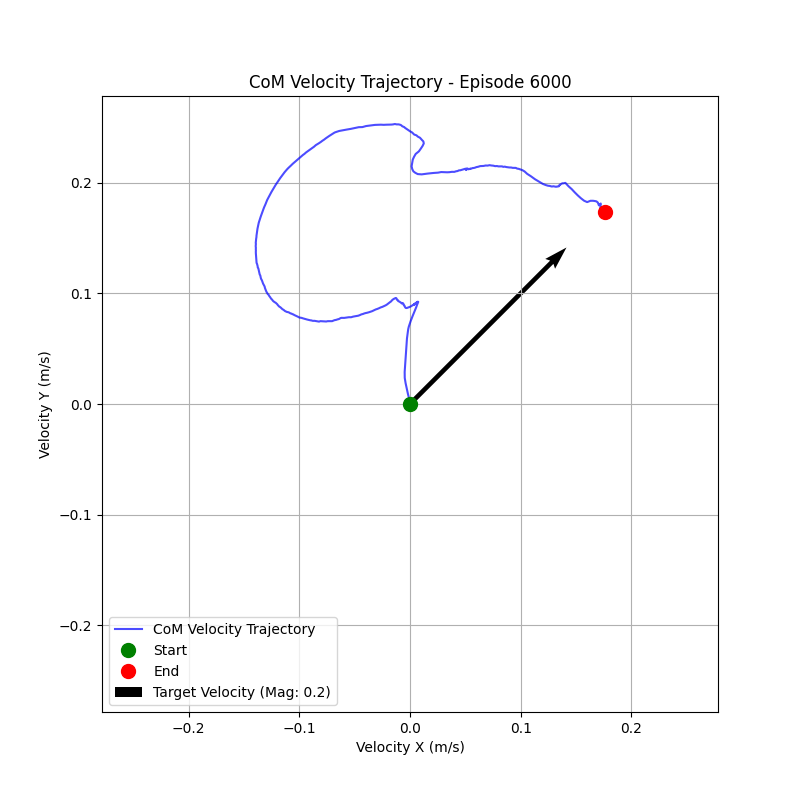 CoM Velocity Trajectory - Episode 6000
Velocity Y (m/s)
0.2
0.1
0.0
−0.1
−0.2
CoM Velocity Trajectory
Start
End
Target Velocity (Mag: 0.2)
−0.2
−0.1
0.0
0.1
0.2
Velocity X (m/s)